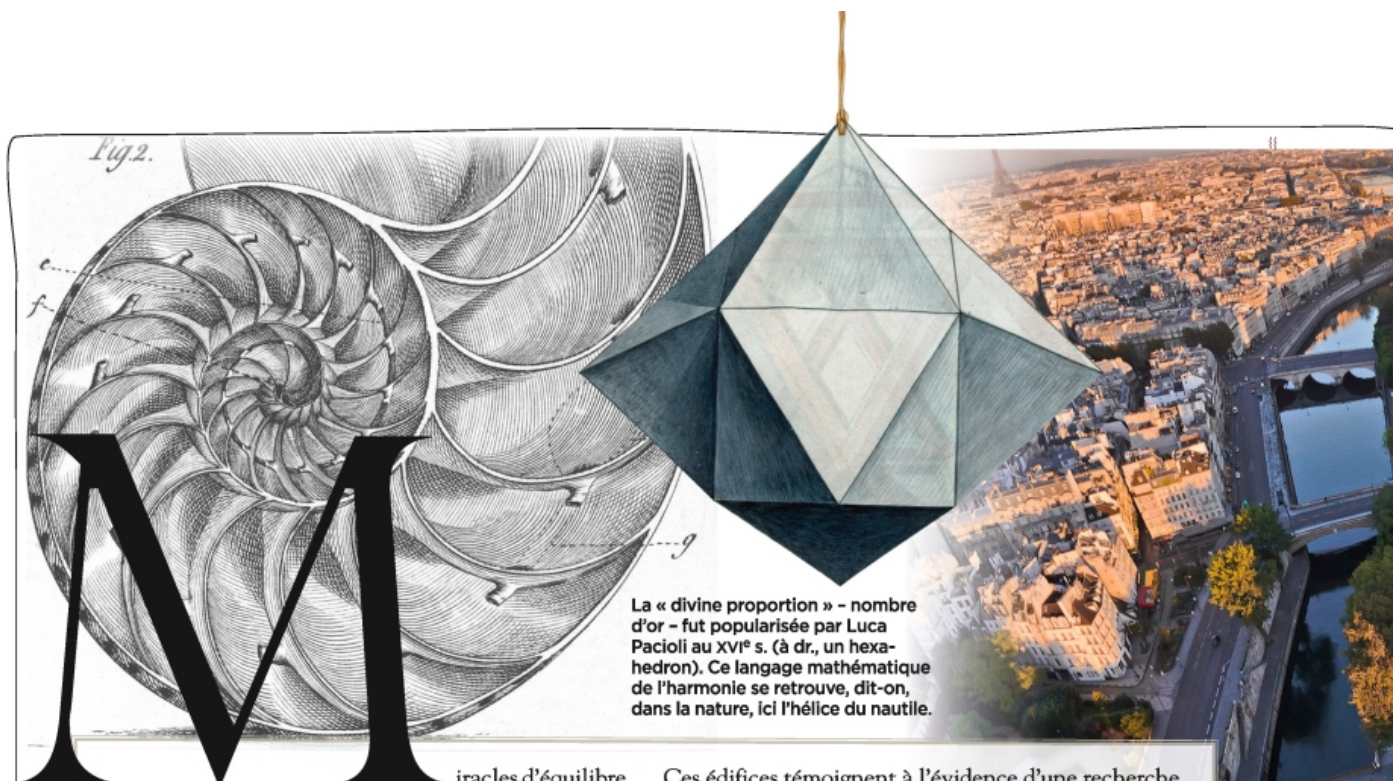 Fig.2.
e
f
g
La « divine proportion » – nombre
d'or – fut popularisée par Luca
Pacioli au XVIe s. (à dr., un hexa-
hedron). Ce langage mathématique
de l'harmonie se retrouve, dit-on,
dans la nature, ici l'hélice du nautile.
M
iracles d'équilibre
Ces édifices témoignent à l'évidence d'une recherche